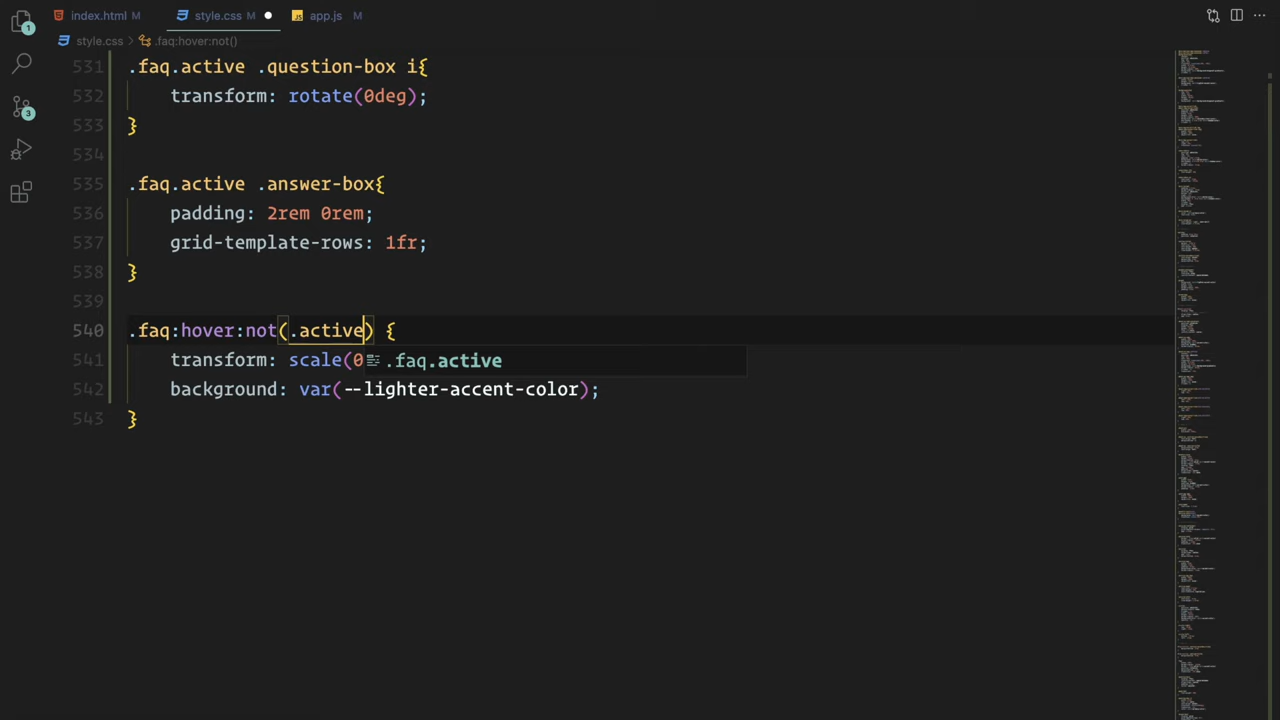 index.html M
style.css M
app.js M
style.css > .faq:hover:not()
531 .faq.active .question-box i{
532 transform: rotate(0deg);
533 }
534
535 .faq.active .answer-box{
536 padding: 2rem 0rem;
537 grid-template-rows: 1fr;
538 }
539
540 .faq:hover:not(.active) {
541 transform: scale(0
.faq.active
542 background: var(--lighter-accent-color);
543 }
1
3